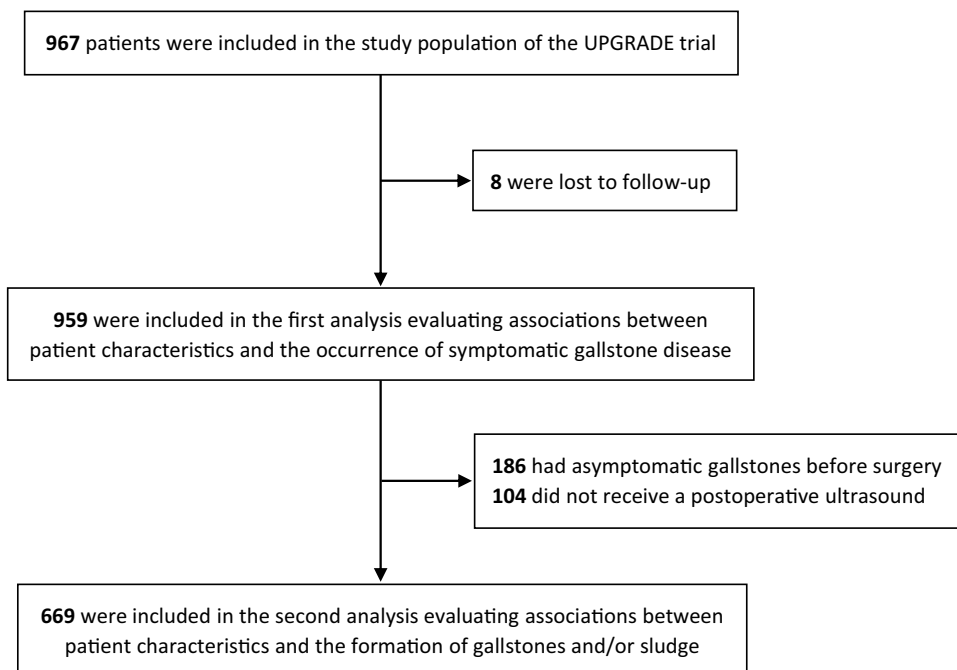 967 patients were included in the study population of the UPGRADE trial
8 were lost to follow-up
959 were included in the first analysis evaluating associations between
patient characteristics and the occurrence of symptomatic gallstone disease
186 had asymptomatic gallstones before surgery
104 did not receive a postoperative ultrasound
669 were included in the second analysis evaluating associations between
patient characteristics and the formation of gallstones and/or sludge